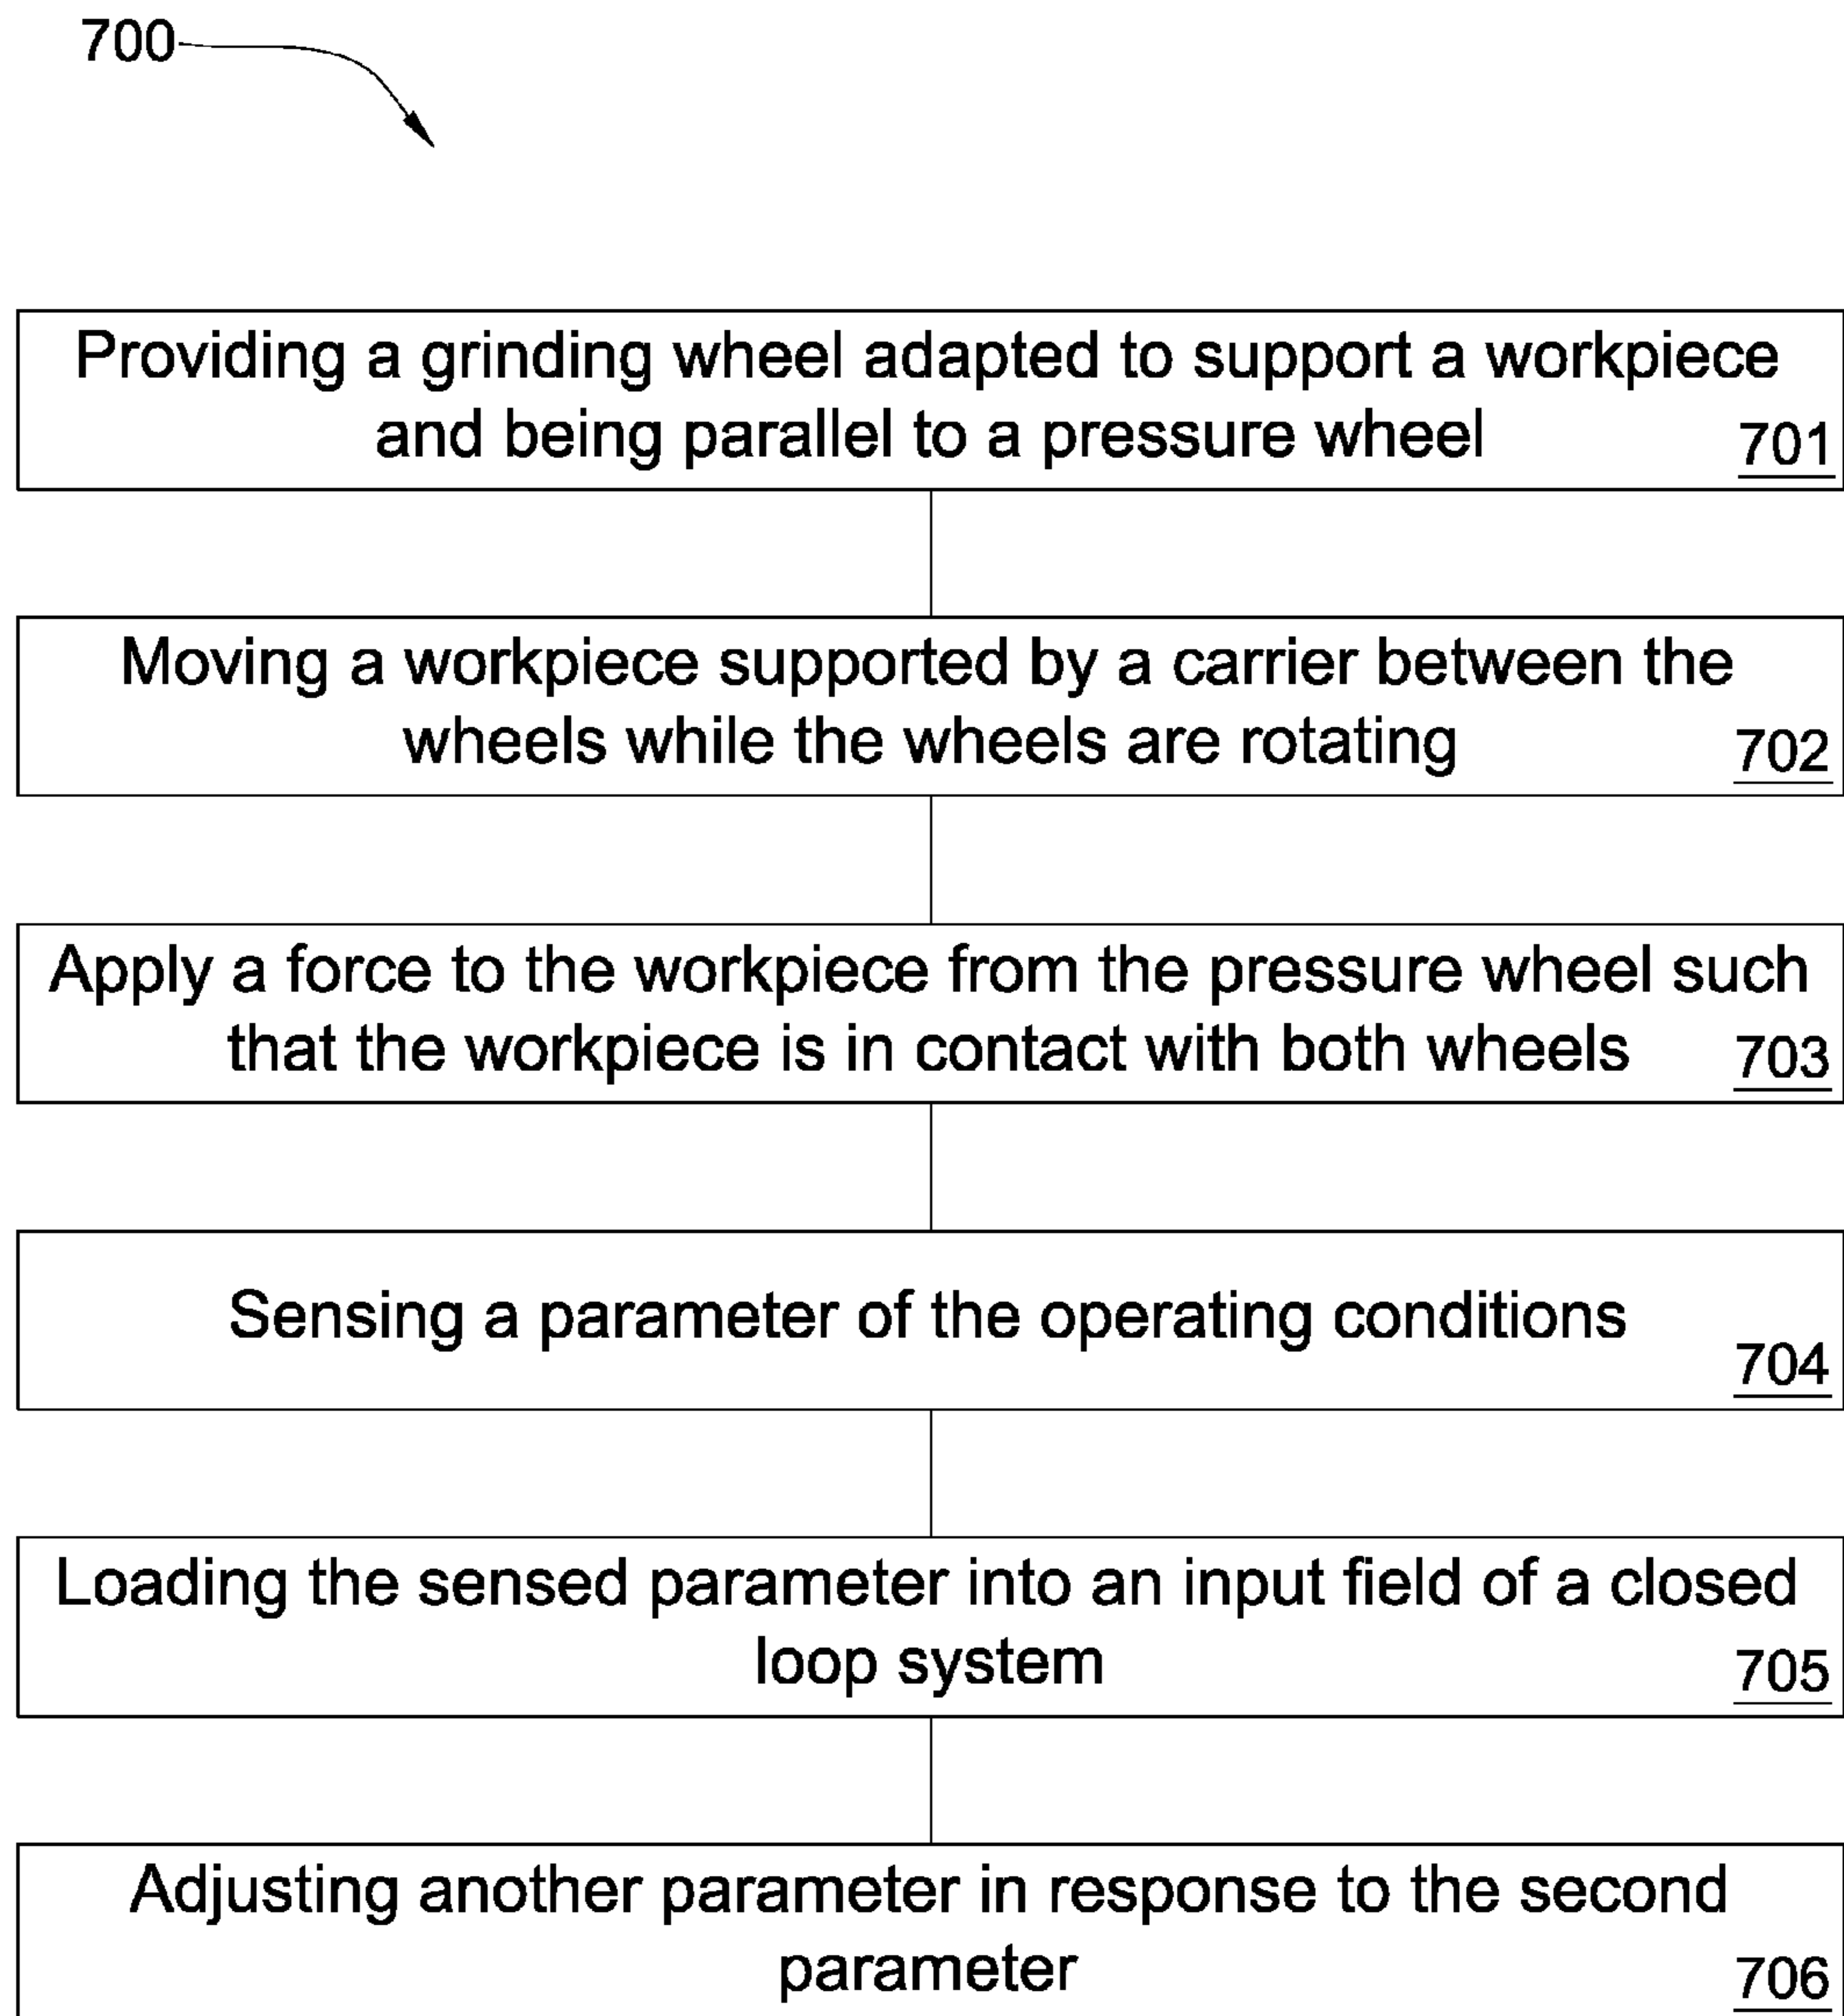 700
Providing a grinding wheel adapted to support a workpiece
and being parallel to a pressure wheel
701
Moving a workpiece supported by a carrier between the
wheels while the wheels are rotating
702
Apply a force to the workpiece from the pressure wheel such
that the workpiece is in contact with both wheels
703
Sensing a parameter of the operating conditions
704
Loading the sensed parameter into an input field of a closed
loop system
705
Adjusting another parameter in response to the second
parameter
706